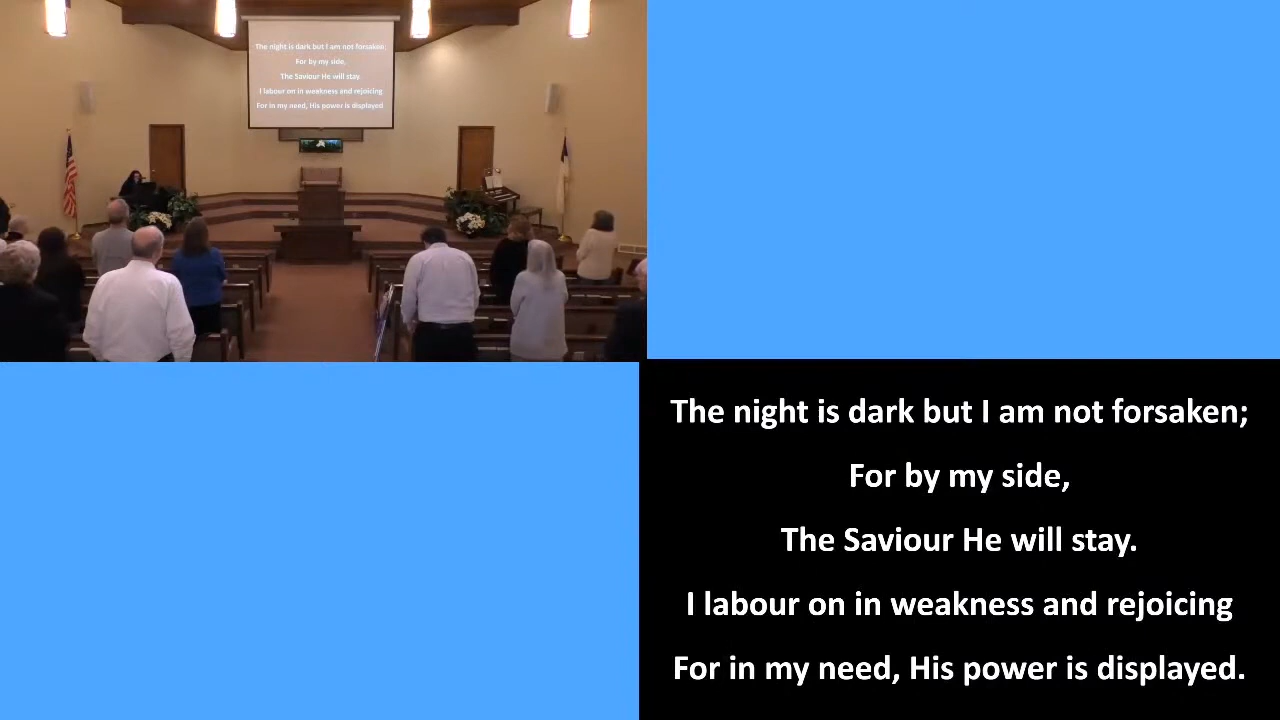 The night is dark but I am not forsaken;
For by my side,
The Saviour He will stay.
I labour on in weakness and rejoicing
For in my need, His power is displayed
The night is dark but I am not forsaken;
For by my side,
The Saviour He will stay.
I labour on in weakness and rejoicing
For in my need, His power is displayed.